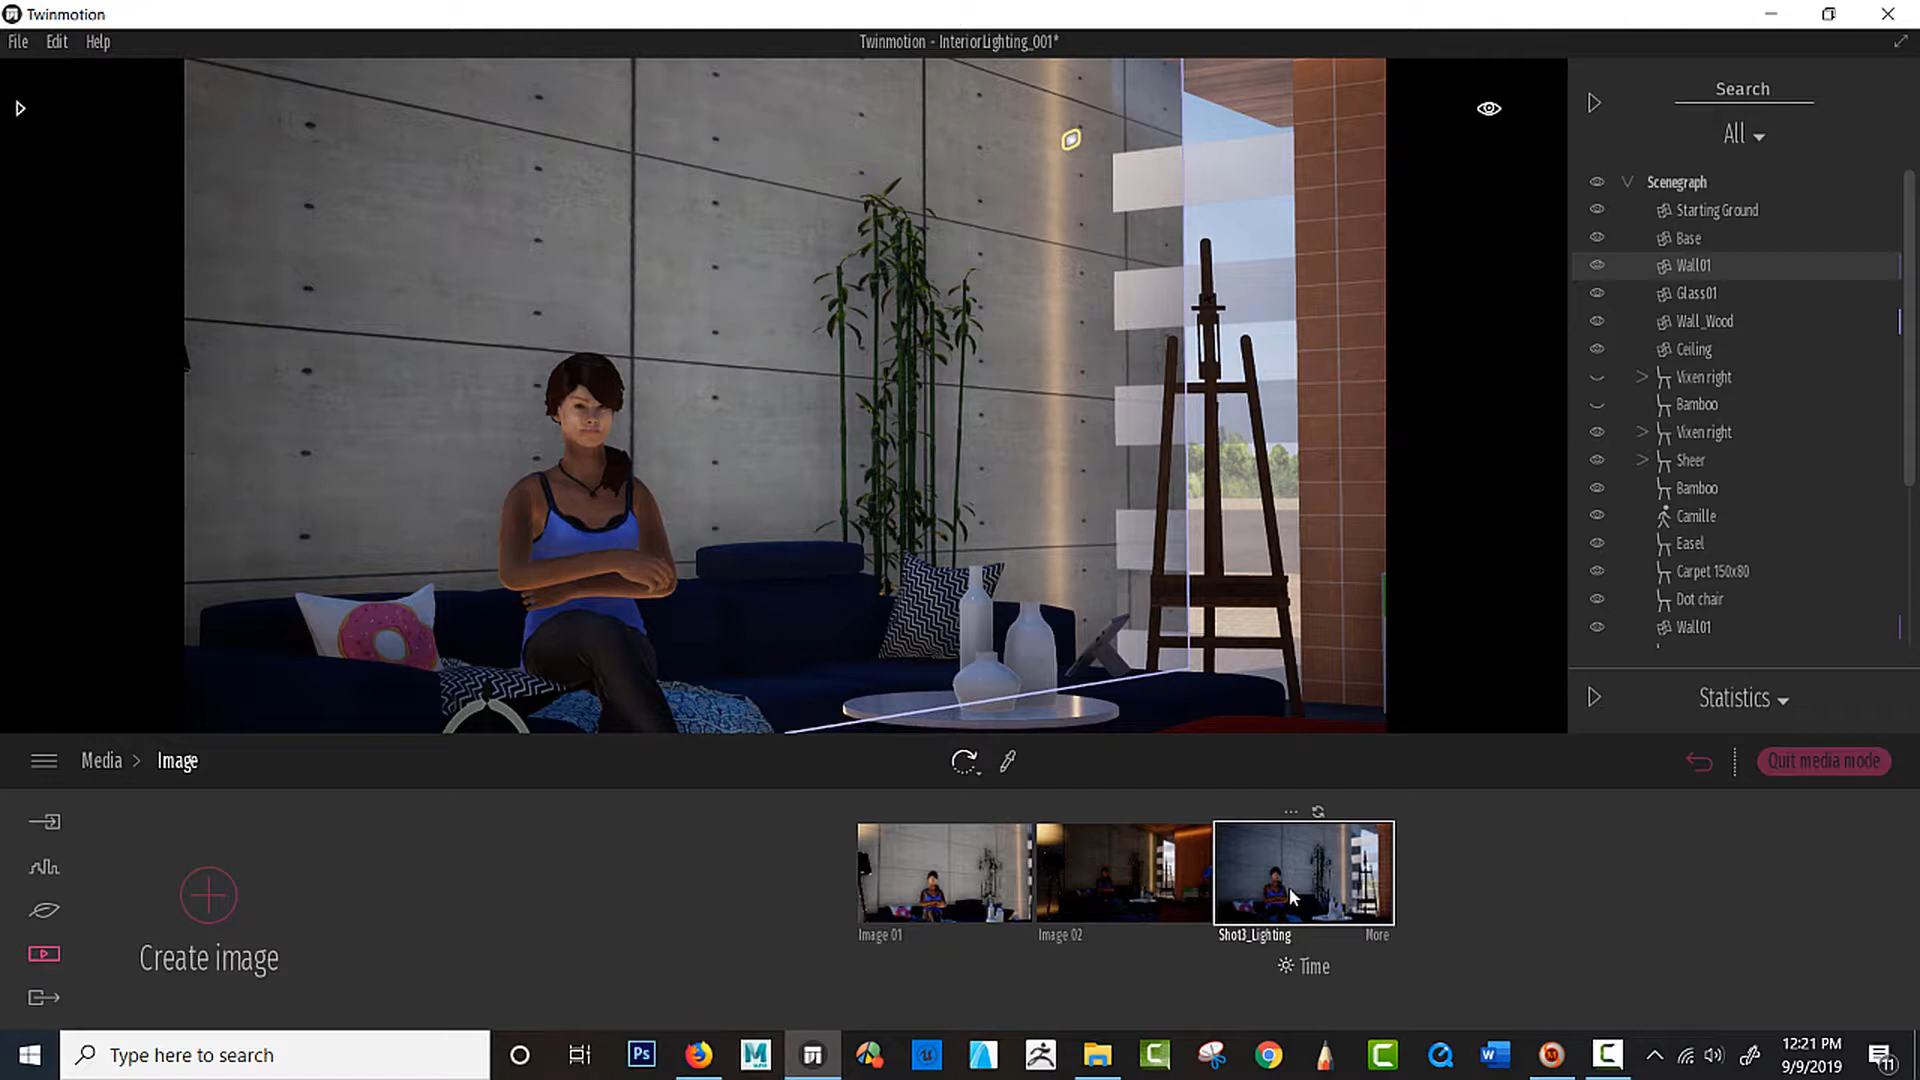 Twinmotion
File Edit Help
Twinmotion - InteriorLighting_001*
Search
All
Scenegraph
Starting Ground
Base
Wall01
Glass01
Wall_Wood
Ceiling
Vixen right
Bamboo
Vixen right
Sheer
Bamboo
Camille
Easel
Carpet 150x80
Dot chair
Wall01
Statistics
Media > Image
Quit media mode
Create image
Image 01
Image 02
Shot3_Lighting More
Time
Type here to search
Ps
M
U
W
12:21 PM
9/9/2019
11